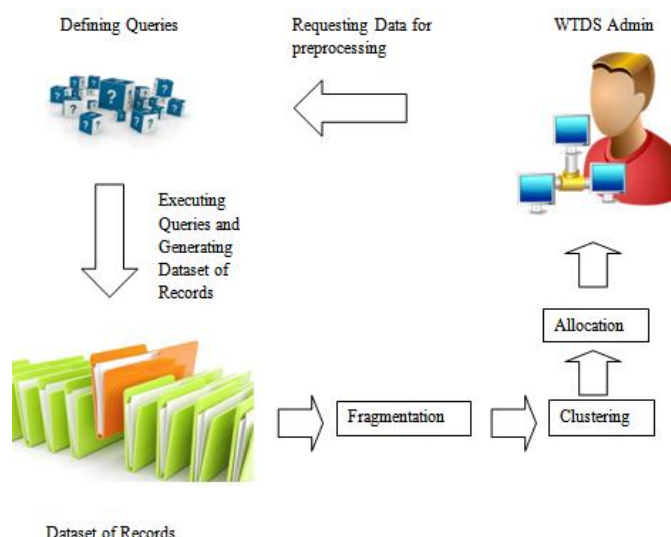 Defining Queries
Requesting Data for
preprocessing
WTDS Admin
?
?
?
?
?
?
Executing
Queries and
Generating
Dataset of
Records
Allocation
Fragmentation
Clustering
Dataset of Records